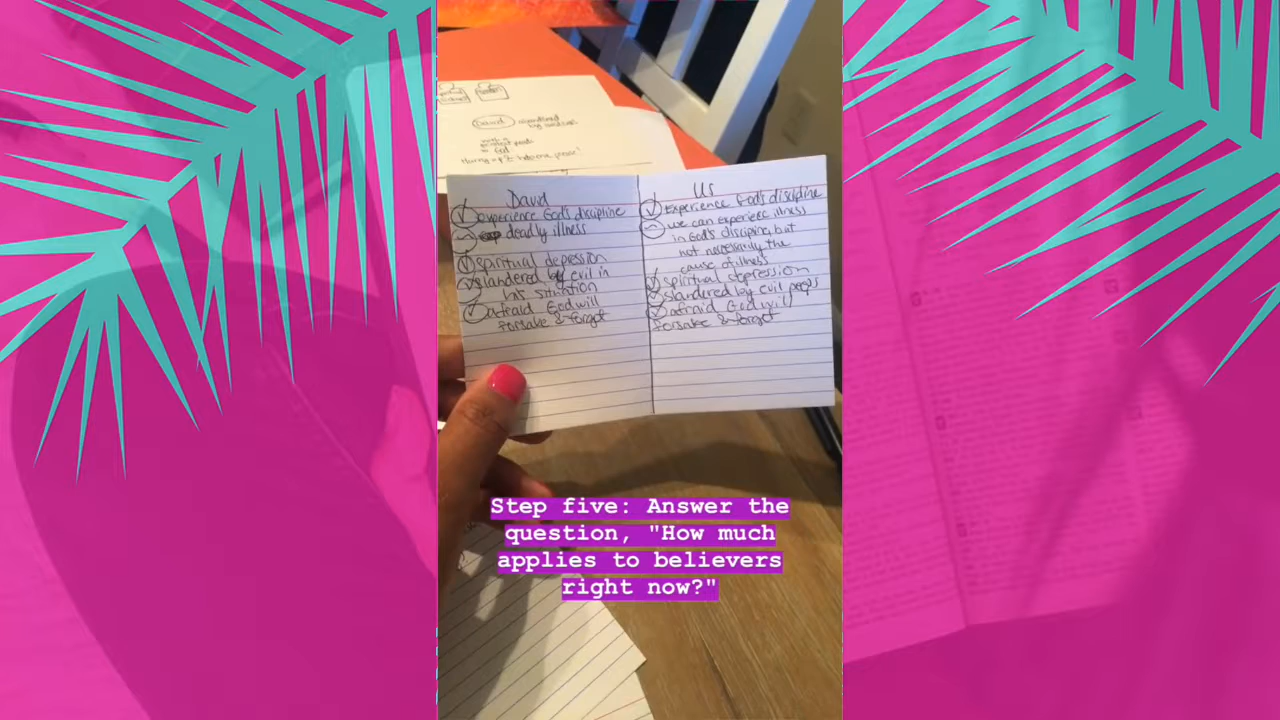 David
abandoned
God
David
experience God's discipline
deadly illness
spiritual depression
slandered by evil in
his situation
afraid God will
forsake & forget
Us
Experience God's discipline
we can experience illness
in God's discipline, but
not necessarily the
cause of illness
spiritual depression
slandered by evil people
afraid God will
forsake & forget
Step five: Answer the
question, "How much
applies to believers
right now?"